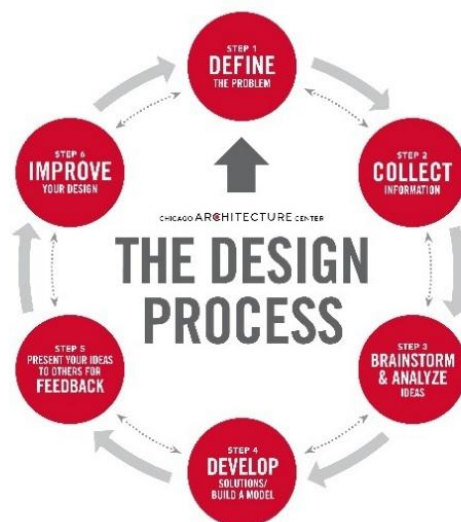 STEP 1
DEFINE
THE PROBLEM
STEP 2
COLLECT
INFORMATION
STEP 3
BRAINSTORM
& ANALYZE
IDEAS
STEP 4
DEVELOP
SOLUTIONS/
BUILD A MODEL
STEP 5
PRESENT YOUR IDEAS
TO OTHERS FOR
FEEDBACK
STEP 6
IMPROVE
YOUR DESIGN
CHICAGO ARCHITECTURE CENTER
THE DESIGN
PROCESS